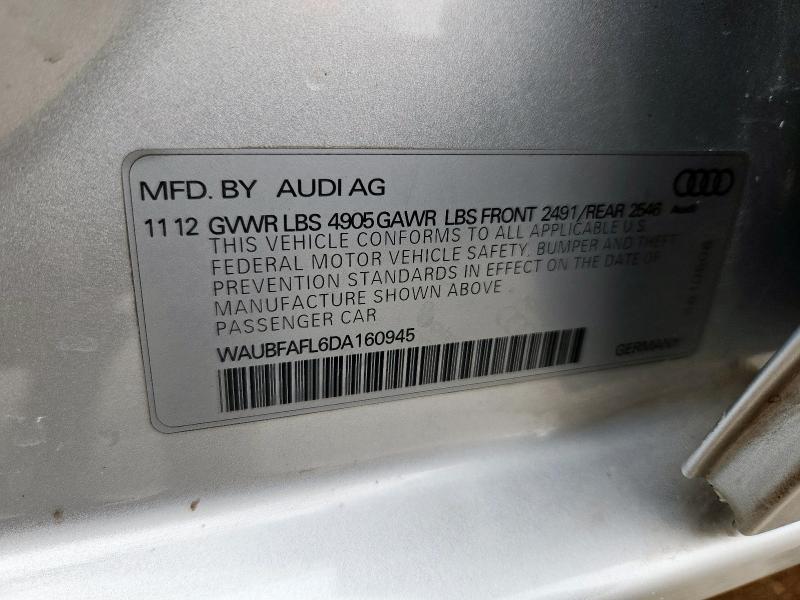 MFD. BY AUDI AG
11 12 GVWR LBS 4905 GAWR LBS FRONT 2491/REAR 2546
Audi
THIS VEHICLE CONFORMS TO ALL APPLICABLE U.S.
FEDERAL MOTOR VEHICLE SAFETY, BUMPER AND THEFT
PREVENTION STANDARDS IN EFFECT ON THE DATE OF
MANUFACTURE SHOWN ABOVE
PASSENGER CAR
WAUBFAFL6DA160945
GERMANY